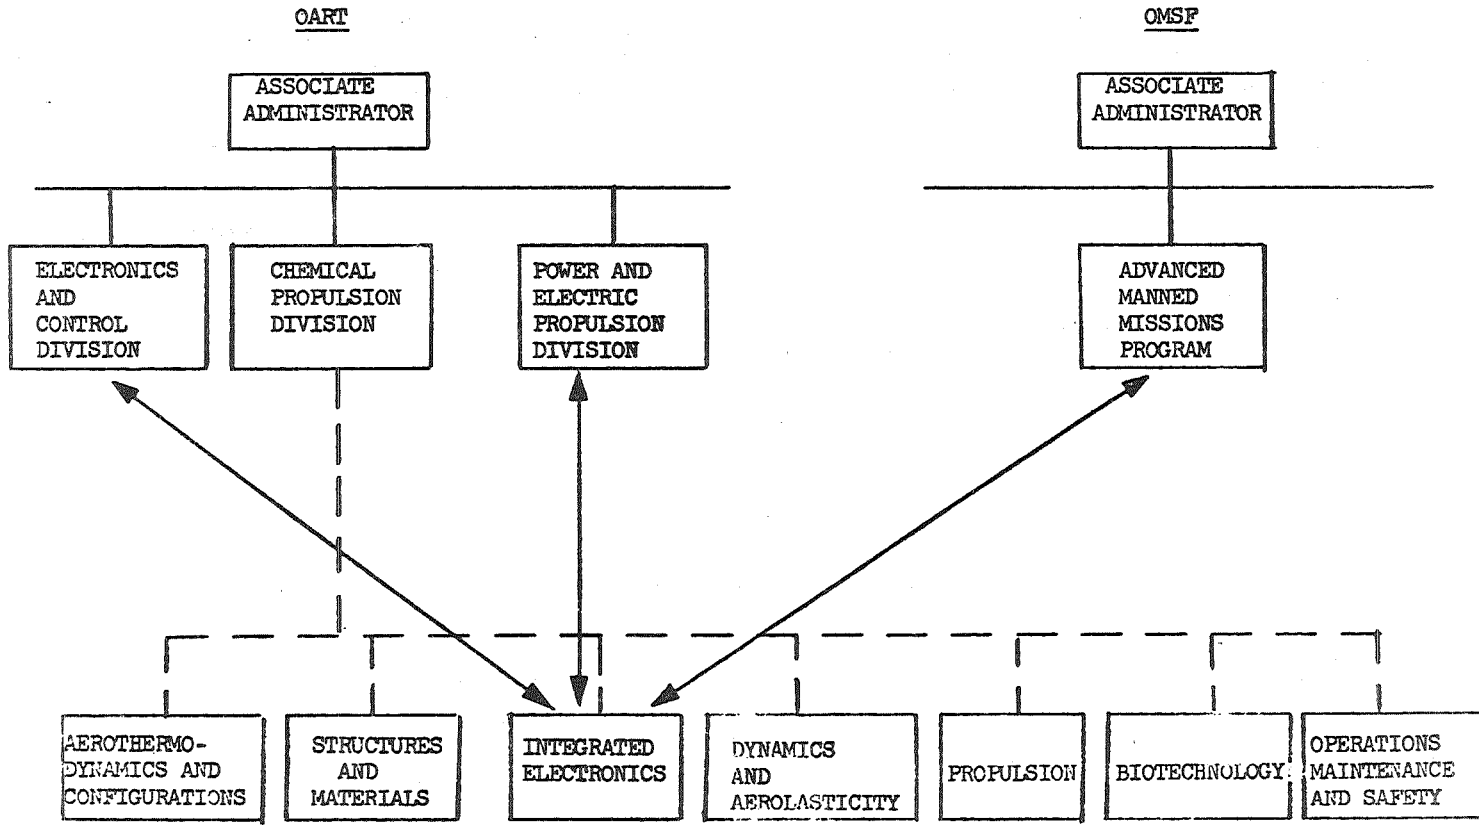 OART
OMSF
ASSOCIATE
ADMINISTRATOR
ASSOCIATE
ADMINISTRATOR
ELECTRONICS
AND
CONTROL
DIVISION
CHEMICAL
PROPULSION
DIVISION
POWER AND
ELECTRIC
PROPULSION
DIVISION
ADVANCED
MANNED
MISSIONS
PROGRAM
AEROTHERMO-
DYNAMICS AND
CONFIGURATIONS
STRUCTURES
AND
MATERIALS
INTEGRATED
ELECTRONICS
DYNAMICS
AND
AEROLASTICITY
PROPULSION
BIOTECHNOLOGY
OPERATIONS
MAINTENANCE
AND SAFETY